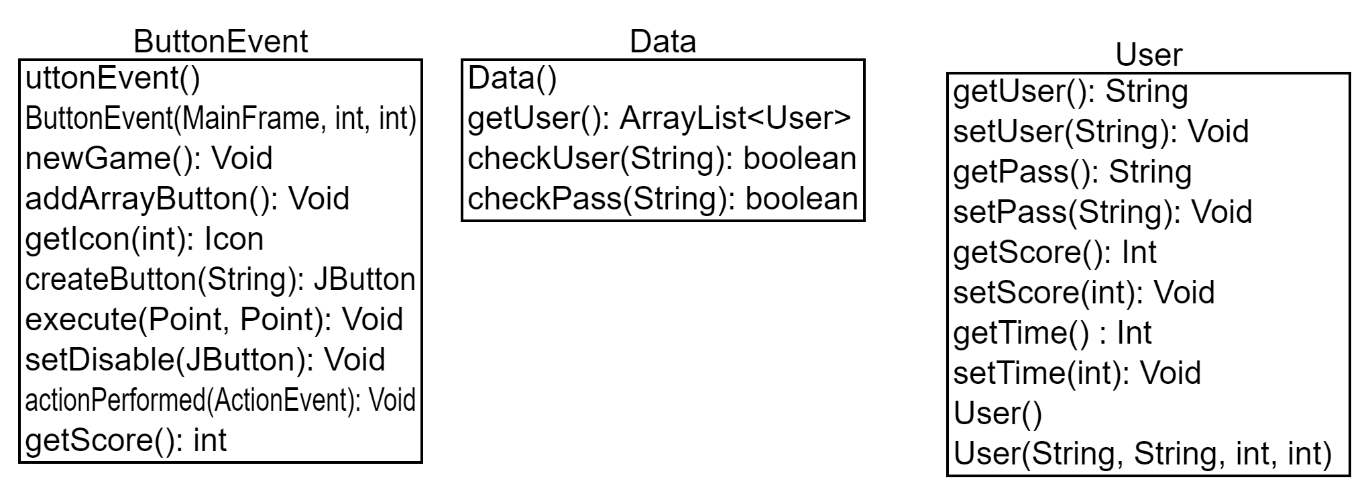 ButtonEvent
uttonEvent()
ButtonEvent(MainFrame, int, int)
newGame(): Void
addArrayButton(): Void
getIcon(int): Icon
createButton(String): JButton
execute(Point, Point): Void
setDisable(JButton): Void
actionPerformed(ActionEvent): Void
getScore(): int
Data
Data()
getUser(): ArrayList<User>
checkUser(String): boolean
checkPass(String): boolean
User
getUser(): String
setUser(String): Void
getPass(): String
setPass(String): Void
getScore(): Int
setScore(int): Void
getTime() : Int
setTime(int): Void
User()
User(String, String, int, int)